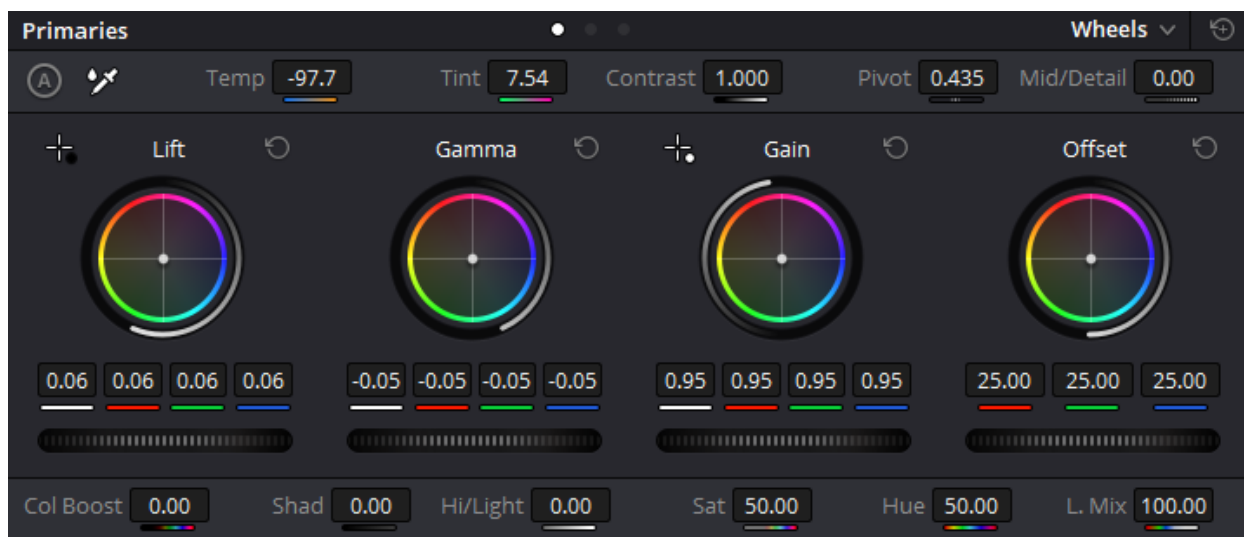 Primaries Wheels
A Temp -97.7 Tint 7.54 Contrast 1.000 Pivot 0.435 Mid/Detail 0.00
Lift Gamma Gain Offset
0.06 0.06 0.06 0.06 -0.05 -0.05 -0.05 -0.05 0.95 0.95 0.95 0.95 25.00 25.00 25.00
Col Boost 0.00 Shad 0.00 Hi/Light 0.00 Sat 50.00 Hue 50.00 L. Mix 100.00